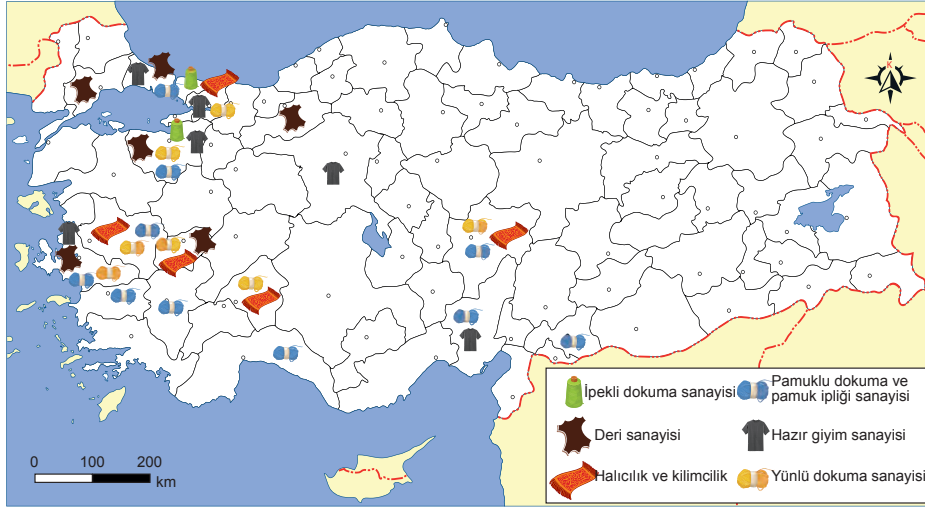 K
İpekli dokuma sanayisi
Pamuklu dokuma ve
pamuk ipliği sanayisi
Deri sanayisi
Hazır giyim sanayisi
Halıcılık ve kilimcilik
Yünlü dokuma sanayisi
0 100 200
km